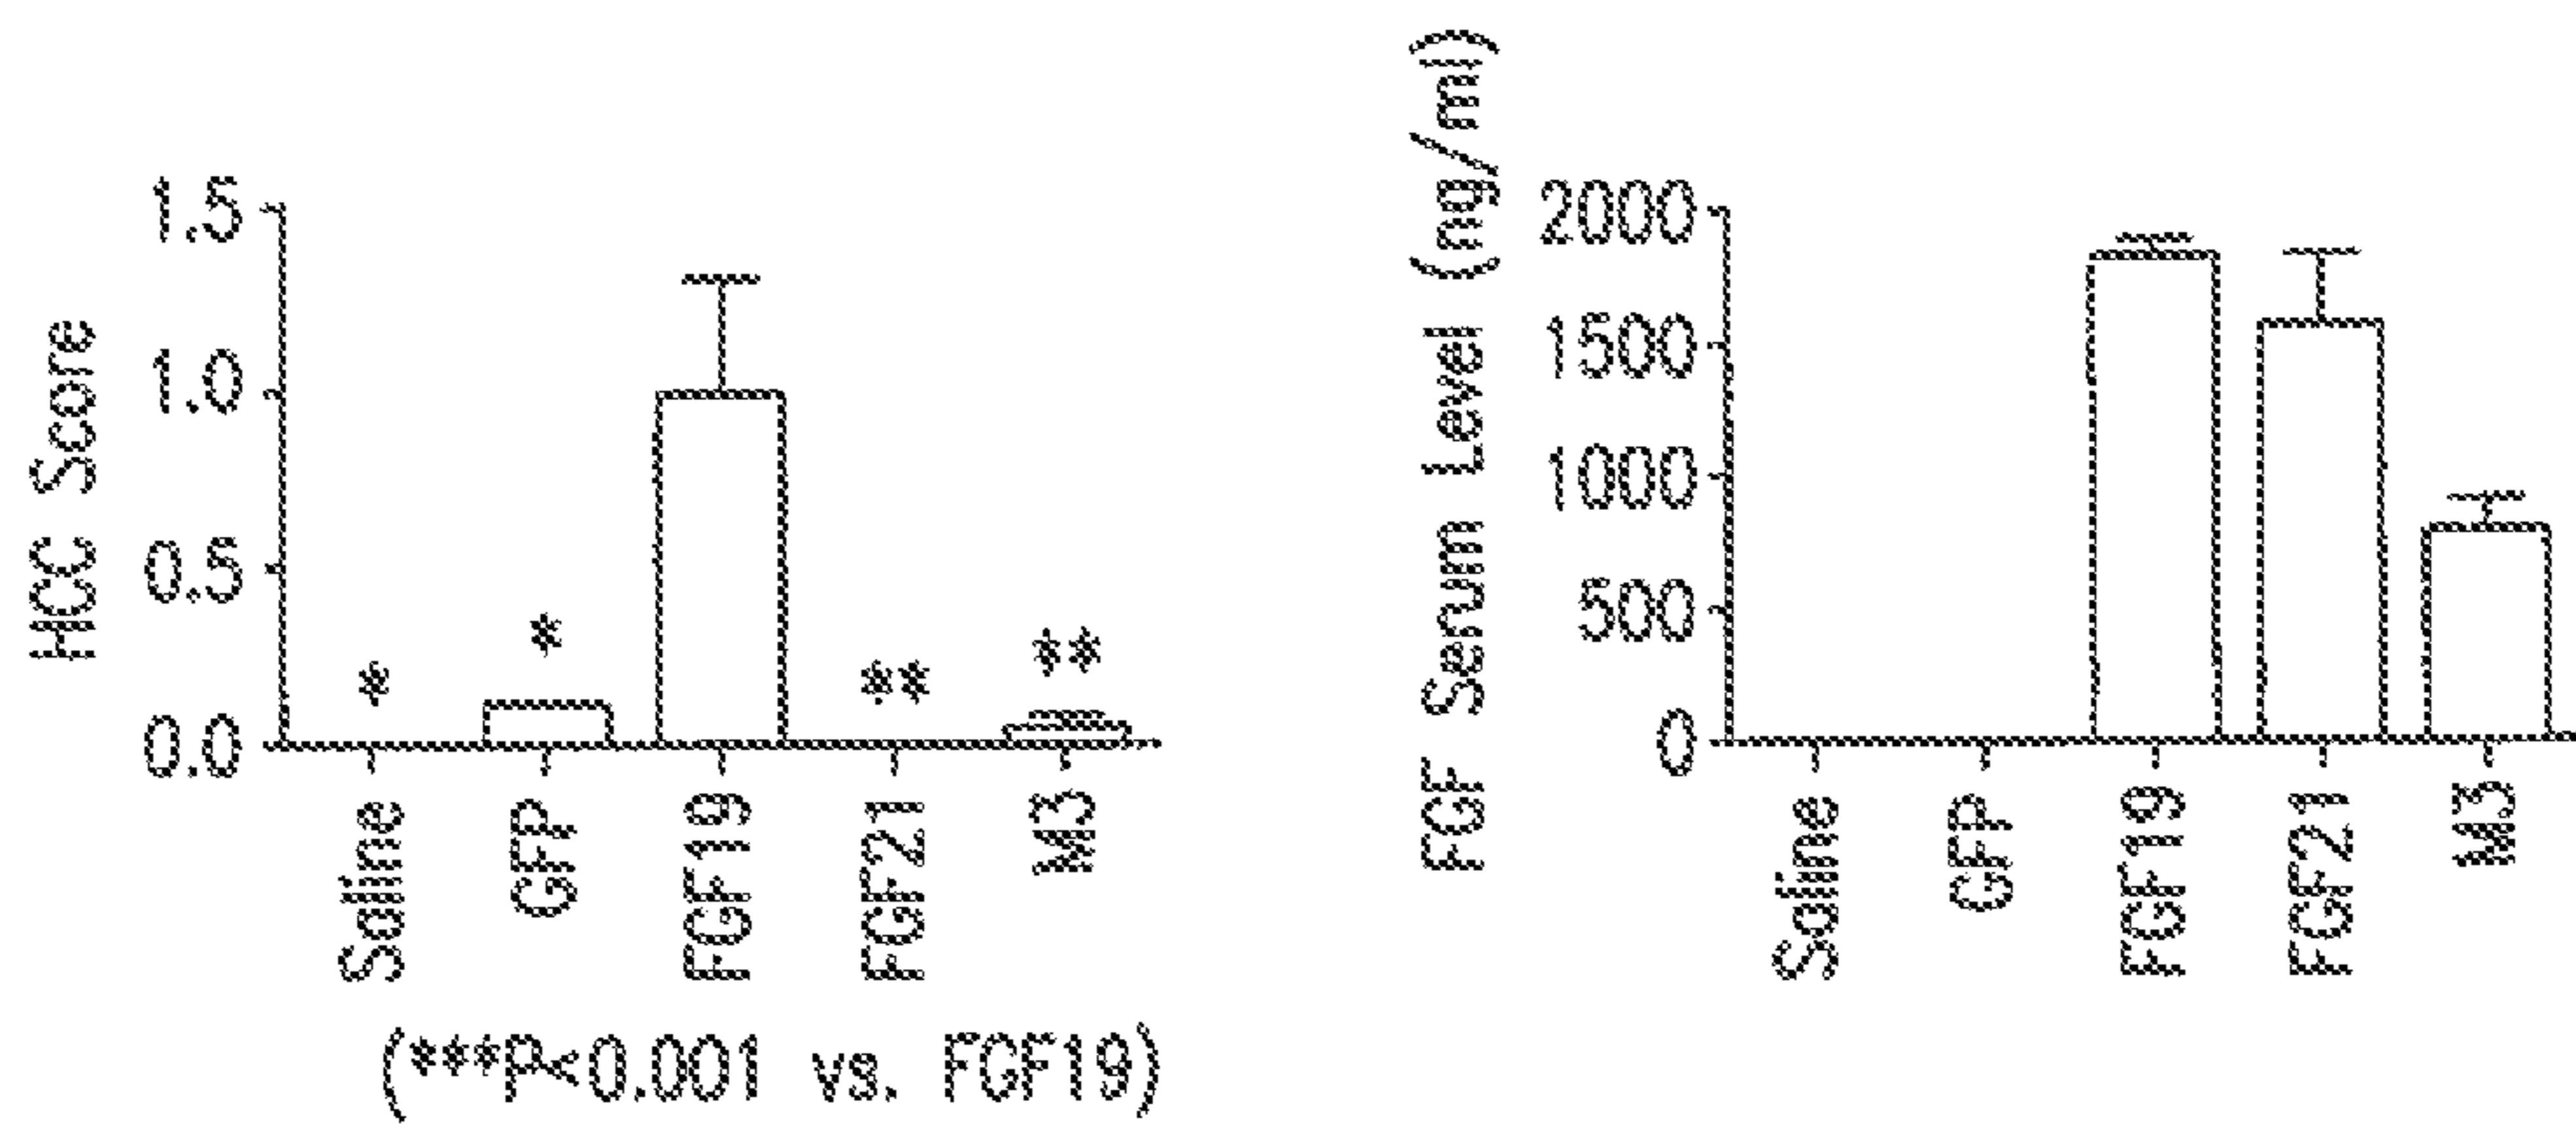 HCC Score
1.5
1.0
0.5
0.0
*
*
**
**
Saline
GFP
FGF19
FGF21
M3
(***P<0.001 vs. FGF19)
FGF Serum Level (ng/ml)
2000
1500
1000
500
0
Saline
GFP
FGF19
FGF21
M3